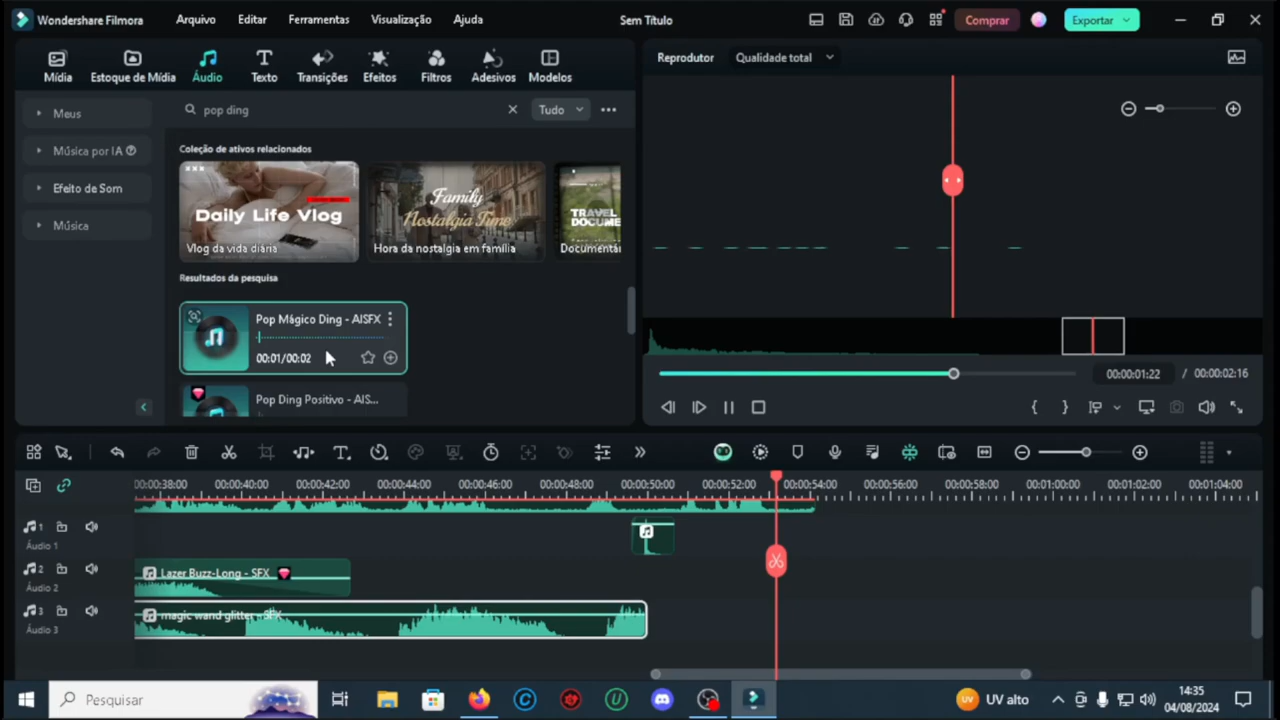 Wondershare Filmora
Arquivo
Editar
Ferramentas
Visualização
Ajuda
Sem Título
Comprar
Exportar
Mídia
Estoque de Mídia
Áudio
Texto
Transições
Efeitos
Filtros
Adesivos
Modelos
Reprodutor
Qualidade total
Meus
Música por IA
Efeito de Som
Música
pop ding
Tudo
Coleção de ativos relacionados
Daily Life Vlog
Vlog da vida diária
Family
Nostalgia Time
Hora da nostalgia em família
TRAVEL
DOCUME
Documentár
Resultados da pesquisa
Pop Mágico Ding - AISFX
00:01/00:02
Pop Ding Positivo - AIS...
00:00:01:22 / 00:00:02:16
00:00:38:00
00:00:40:00
00:00:42:00
00:00:44:00
00:00:46:00
00:00:48:00
00:00:50:00
00:00:52:00
00:00:54:00
00:00:56:00
00:00:58:00
00:01:00:00
00:01:02:00
00:01:04:00
1
Áudio 1
2
Áudio 2
Lazer Buzz-Long - SFX
3
Áudio 3
magic wand glitter - SFX
Pesquisar
UV alto
14:35
04/08/2024